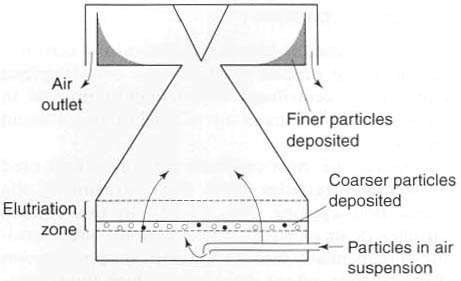 Air
outlet
Finer particles
deposited
Coarser particles
deposited
Elutriation
zone
Particles in air
suspension